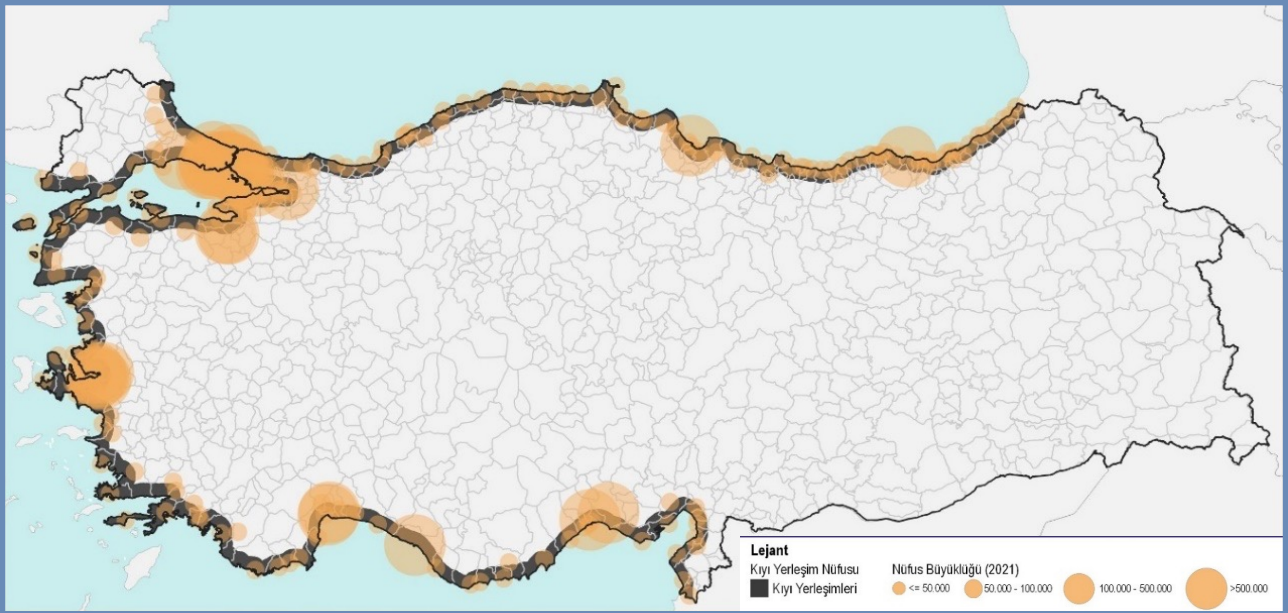 Lejant
Kıyı Yerleşim Nüfusu
Kıyı Yerleşimleri
Nüfus Büyüklüğü (2021)
<= 50.000 50.000 - 100.000 100.000 - 500.000 >500.000